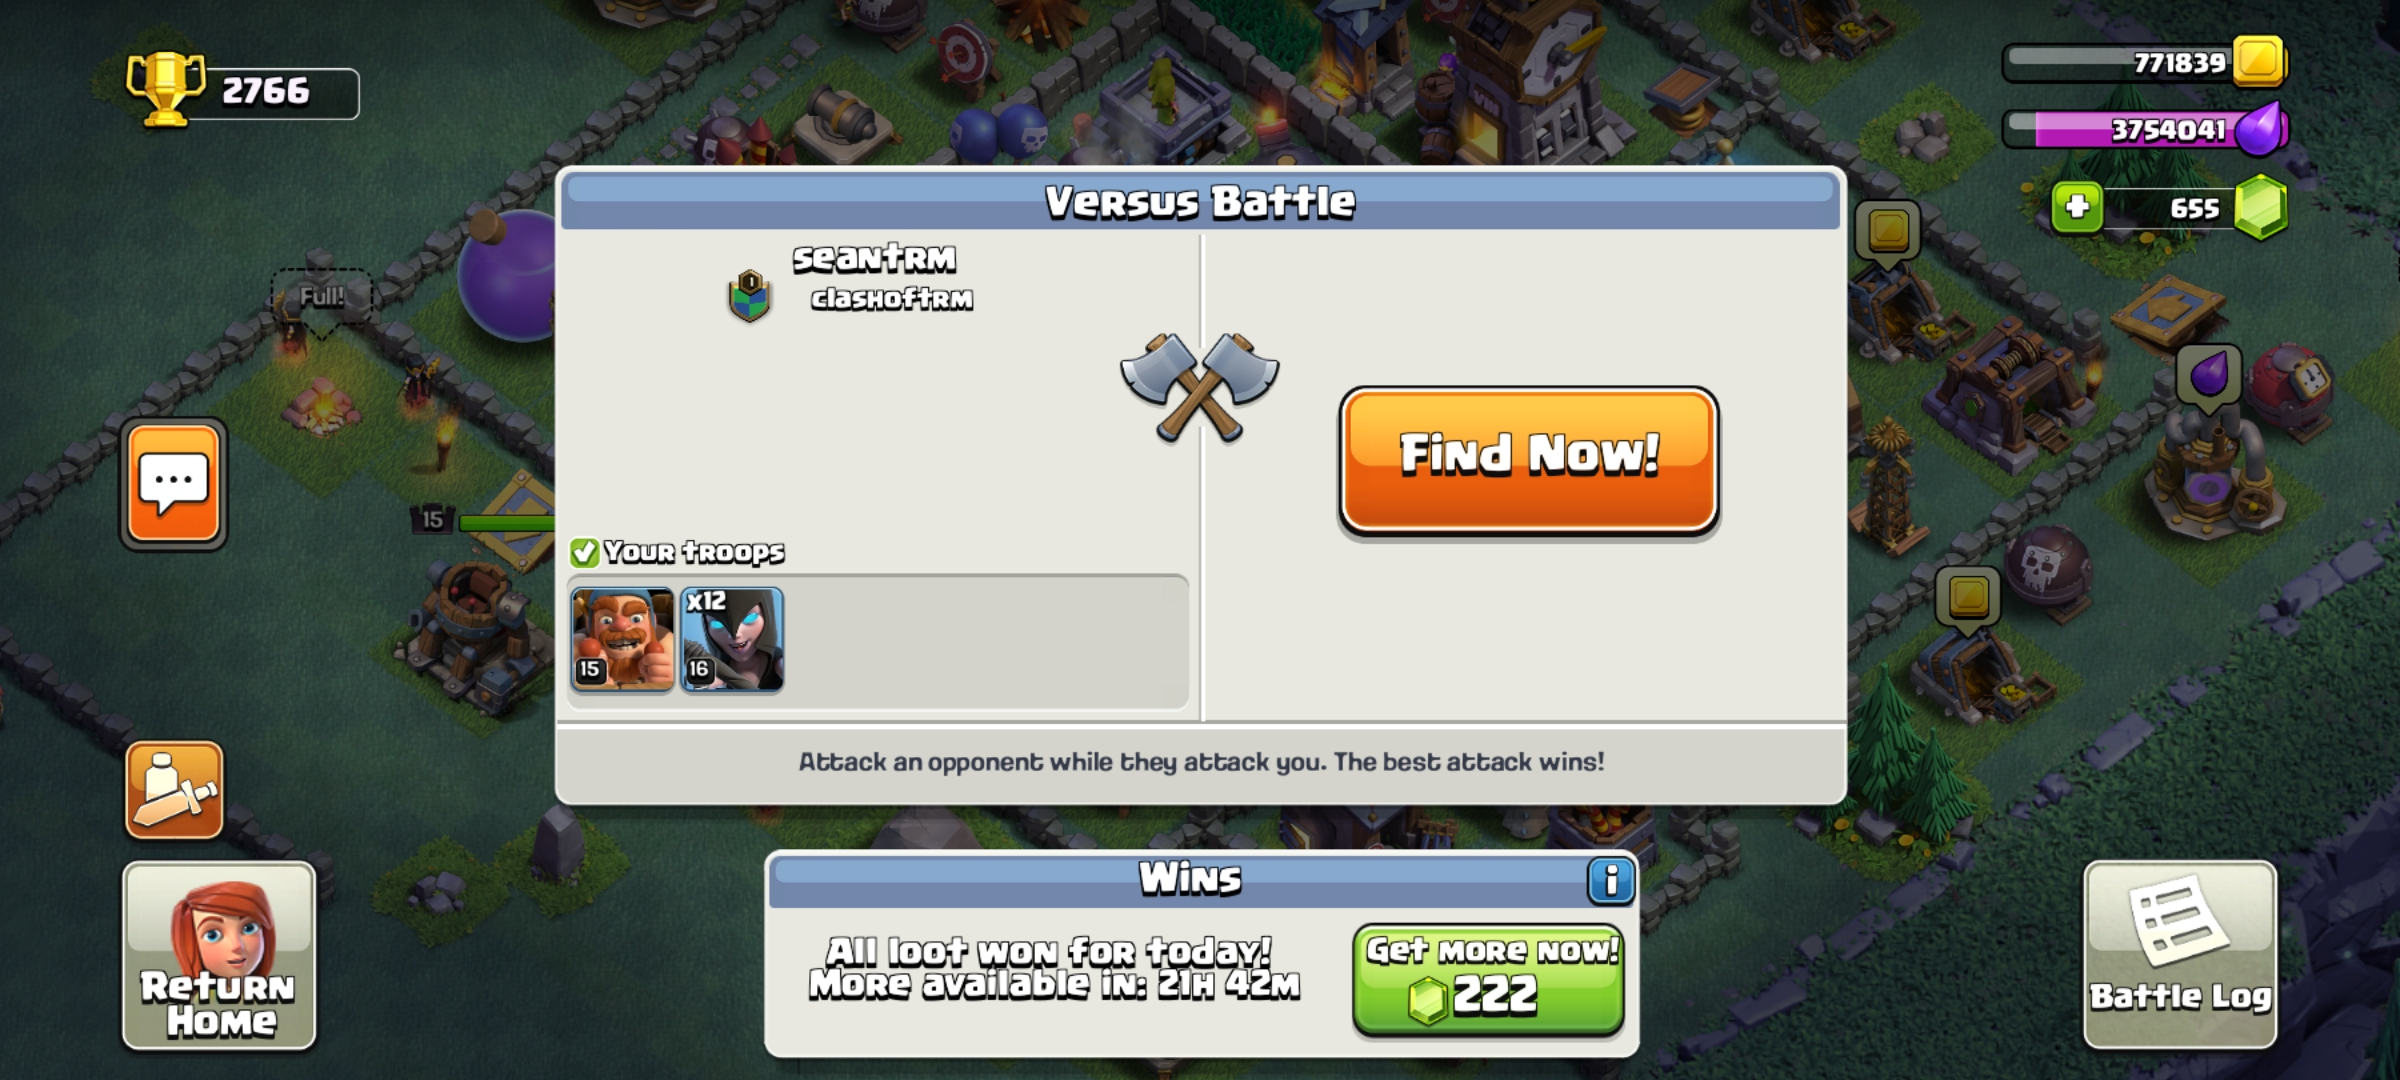 2766
771839
3754041
655
Versus Battle
seantrm
1
clashoftrm
Full!
Find Now!
15
Your troops
x12
15
16
Attack an opponent while they attack you. The best attack wins!
Wins
i
All loot won for today!
More available in: 21H 42M
Get more now!
222
Return
Home
Battle Log